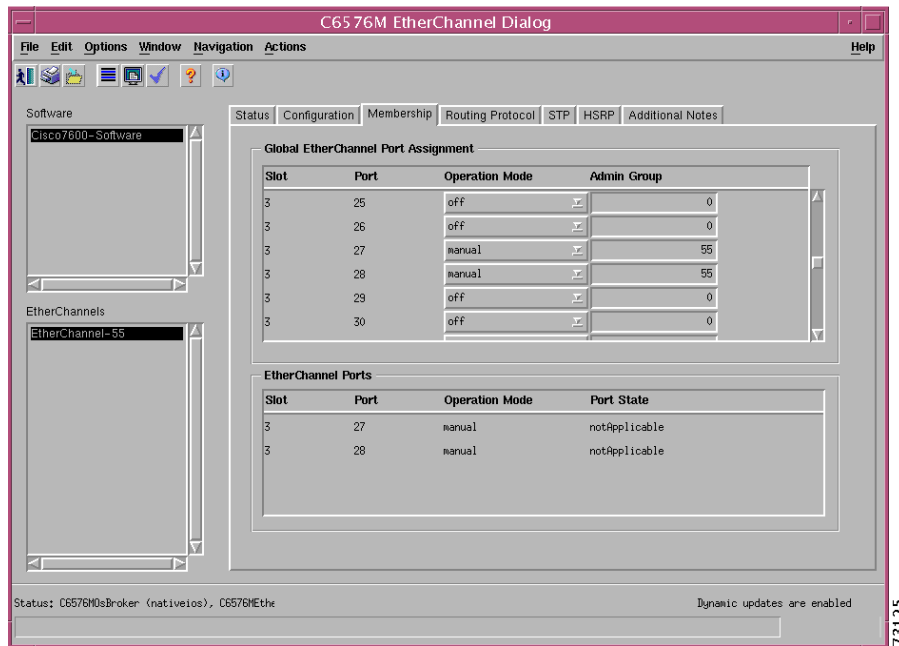 C6576M EtherChannel Dialog
File Edit Options Window Navigation Actions Help
Software
Cisco7600-Software
EtherChannels
EtherChannel-55
Status Configuration Membership Routing Protocol STP HSRP Additional Notes
Global EtherChannel Port Assignment
Slot Port Operation Mode Admin Group
3 25 off 0
3 26 off 0
3 27 manual 55
3 28 manual 55
3 29 off 0
3 30 off 0
EtherChannel Ports
Slot Port Operation Mode Port State
3 27 manual notApplicable
3 28 manual notApplicable
Status: C6576MOsBroker (nativeios), C6576MEthe
Dynamic updates are enabled
73125